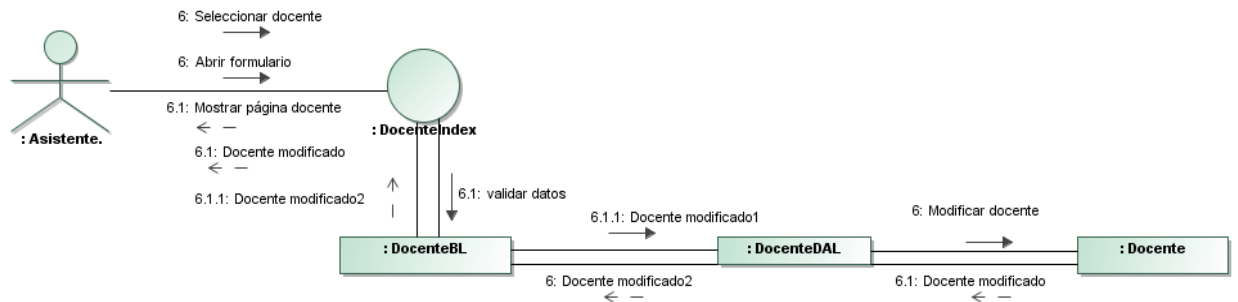 6: Seleccionar docente
6: Abrir formulario
6.1: Mostrar página docente
: DocenteIndex
: Asistente.
6.1: Docente modificado
6.1.1: Docente modificado2
6.1: validar datos
6.1.1: Docente modificado1
6: Modificar docente
: DocenteBL
: DocenteDAL
: Docente
6: Docente modificado2
6.1: Docente modificado